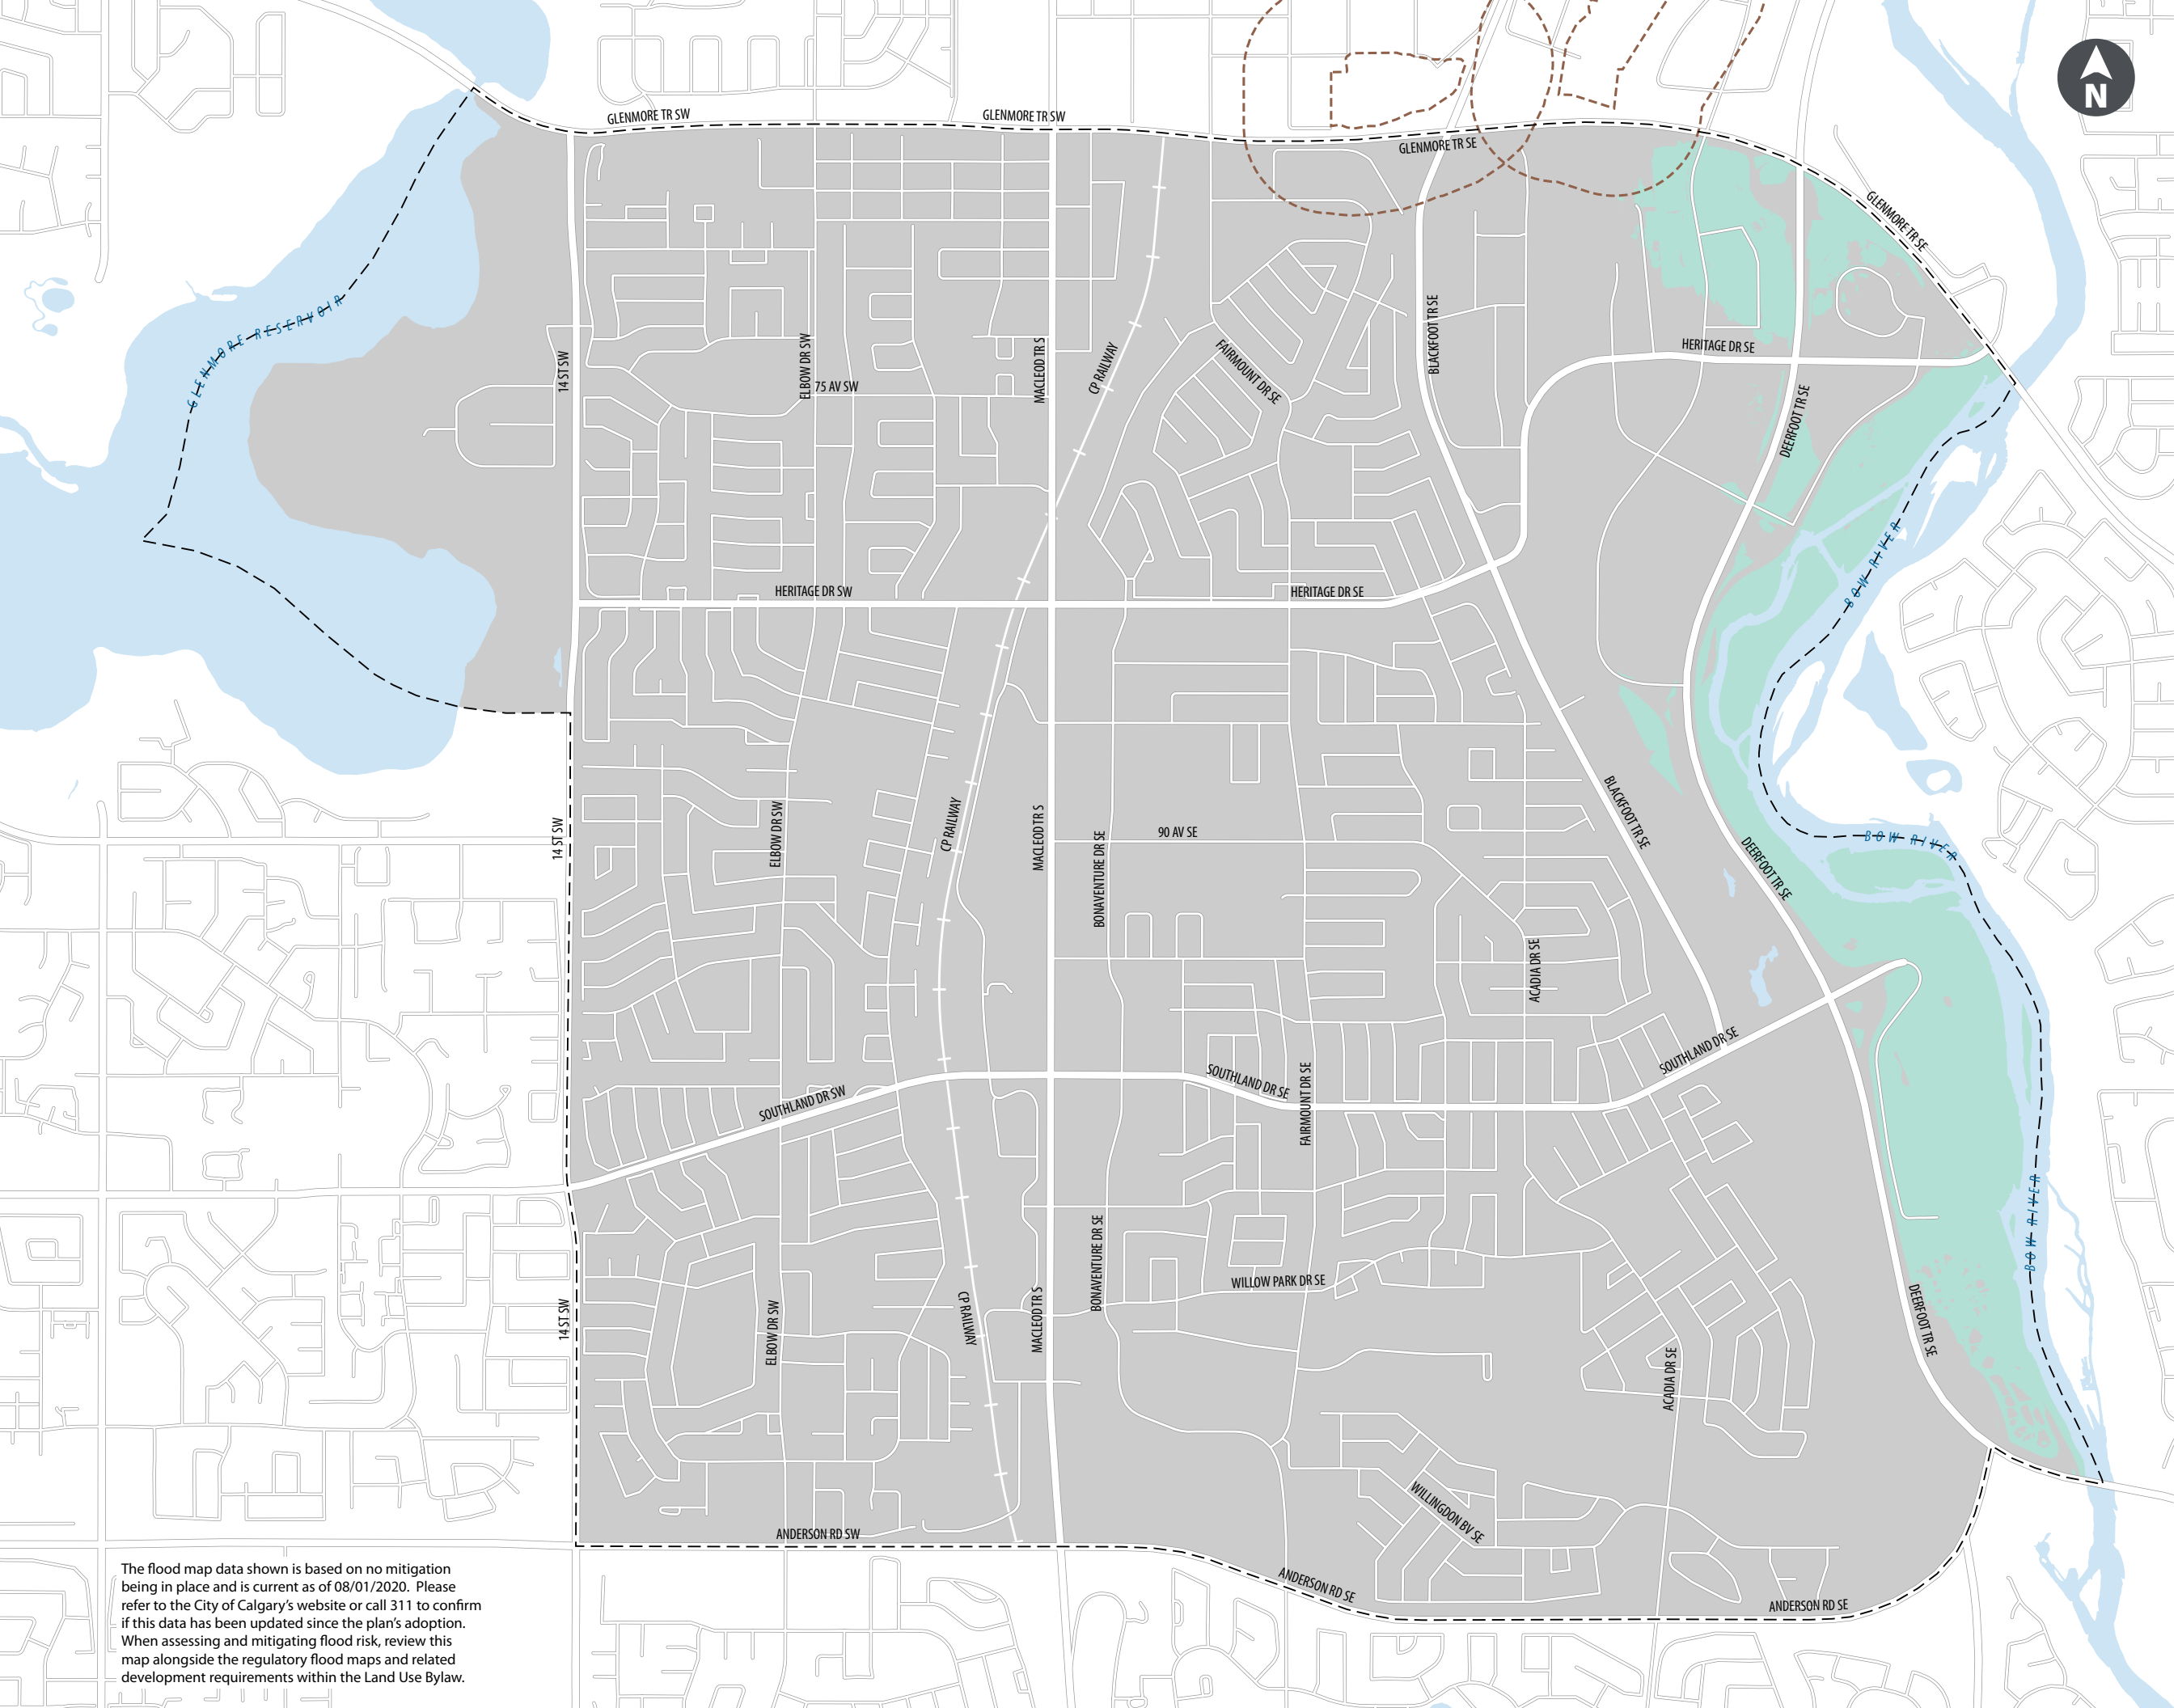 N
GLENMORE TR SW
GLENMORE TR SW
GLENMORE TR SE
GLENMORE TR SE
GLENMORE RESERVOIR
14 ST SW
ELBOW DR SW
75 AV SW
MACLEOD TR S
CP RAILWAY
FAIRMOUNT DR SE
BLACKFOOT TR SE
HERITAGE DR SE
DEERFOOT TR SE
BOW RIVER
HERITAGE DR SW
HERITAGE DR SE
14 ST SW
ELBOW DR SW
CP RAILWAY
MACLEOD TR S
BONAVENTURE DR SE
90 AV SE
BLACKFOOT TR SE
DEERFOOT TR SE
BOW RIVER
ACADIA DR SE
SOUTHLAND DR SW
SOUTHLAND DR SE
FAIRMOUNT DR SE
SOUTHLAND DR SE
BOW RIVER
14 ST SW
ELBOW DR SW
CP RAILWAY
MACLEOD TR S
BONAVENTURE DR SE
WILLOW PARK DR SE
ACADIA DR SE
DEERFOOT TR SE
WILLINGDON BV SE
ANDERSON RD SW
ANDERSON RD SE
ANDERSON RD SE
The flood map data shown is based on no mitigation
being in place and is current as of 08/01/2020. Please
refer to the City of Calgary's website or call 311 to confirm
if this data has been updated since the plan's adoption.
When assessing and mitigating flood risk, review this
map alongside the regulatory flood maps and related
development requirements within the Land Use Bylaw.